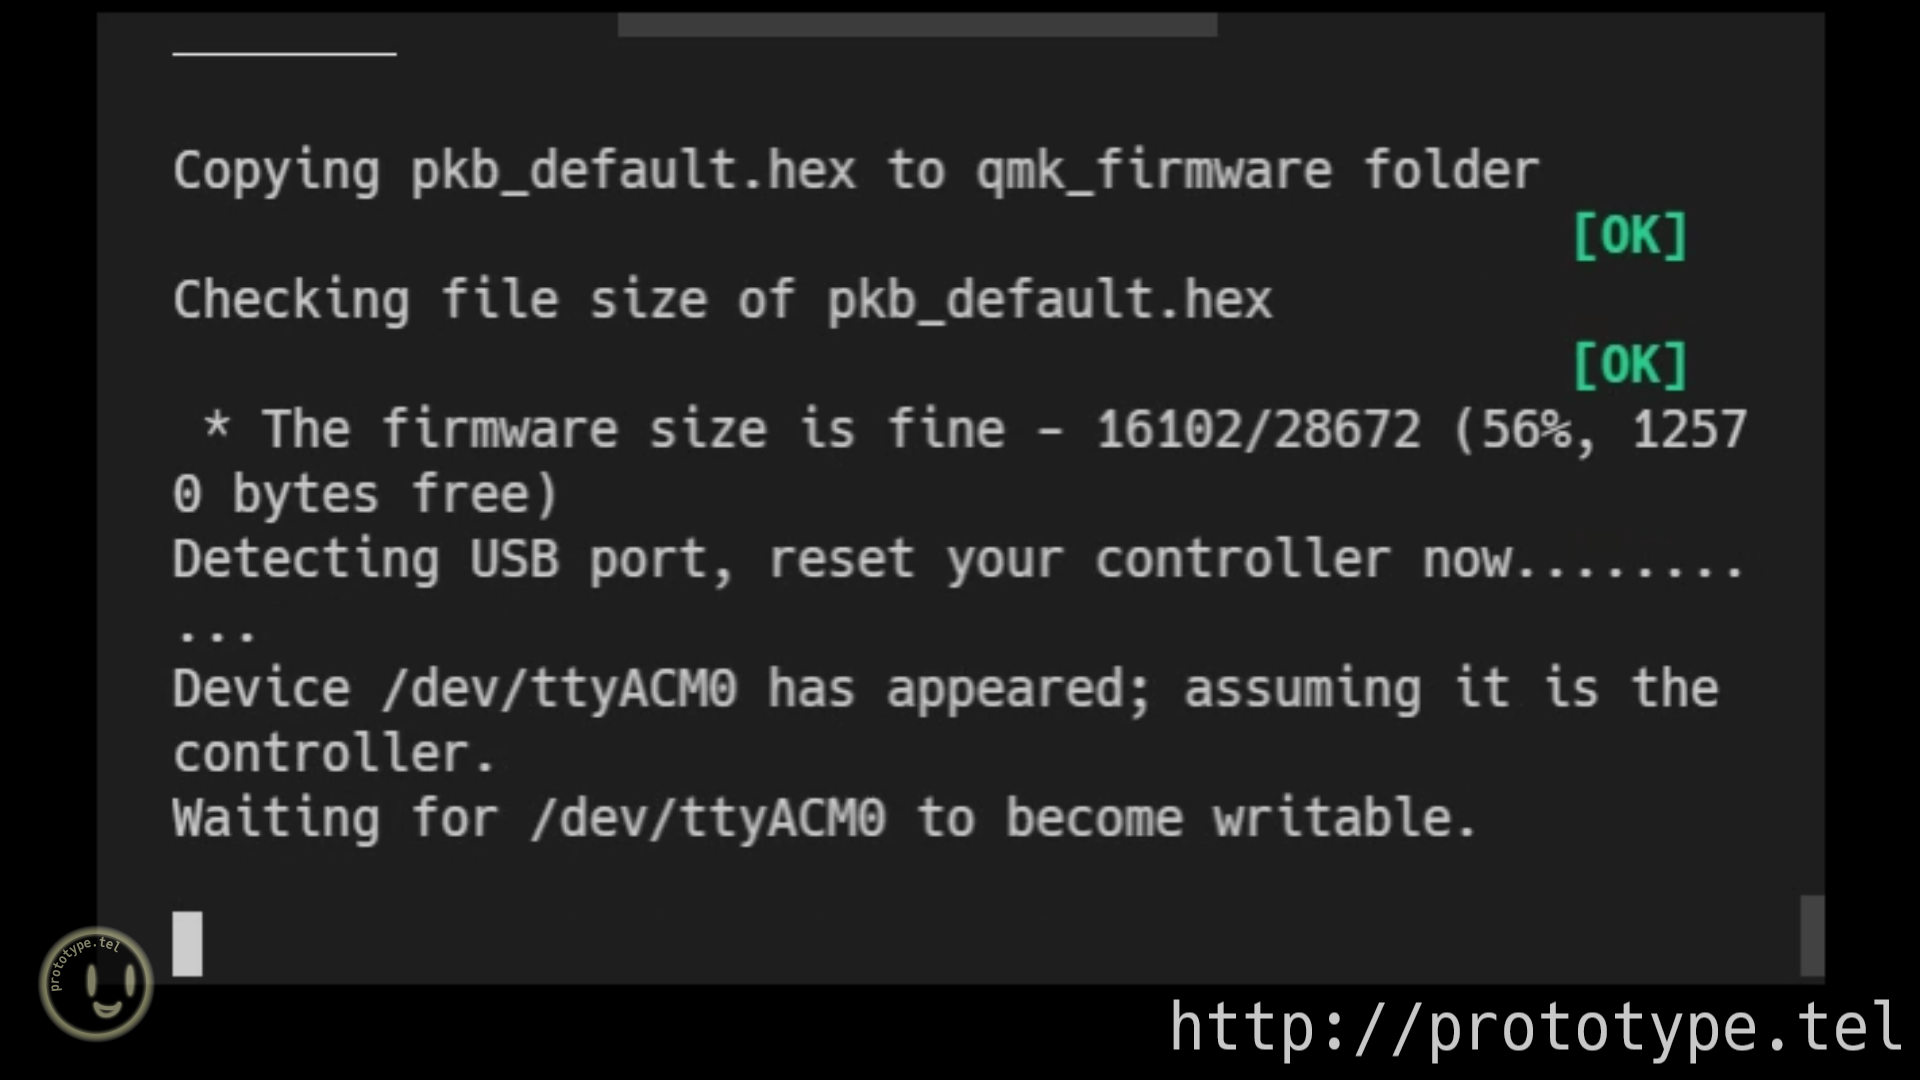 Copying pkb_default.hex to qmk_firmware folder
[OK]
Checking file size of pkb_default.hex
[OK]
* The firmware size is fine - 16102/28672 (56%, 1257
0 bytes free)
Detecting USB port, reset your controller now........
...
Device /dev/ttyACM0 has appeared; assuming it is the
controller.
Waiting for /dev/ttyACM0 to become writable.
prototype.tel
http://prototype.tel